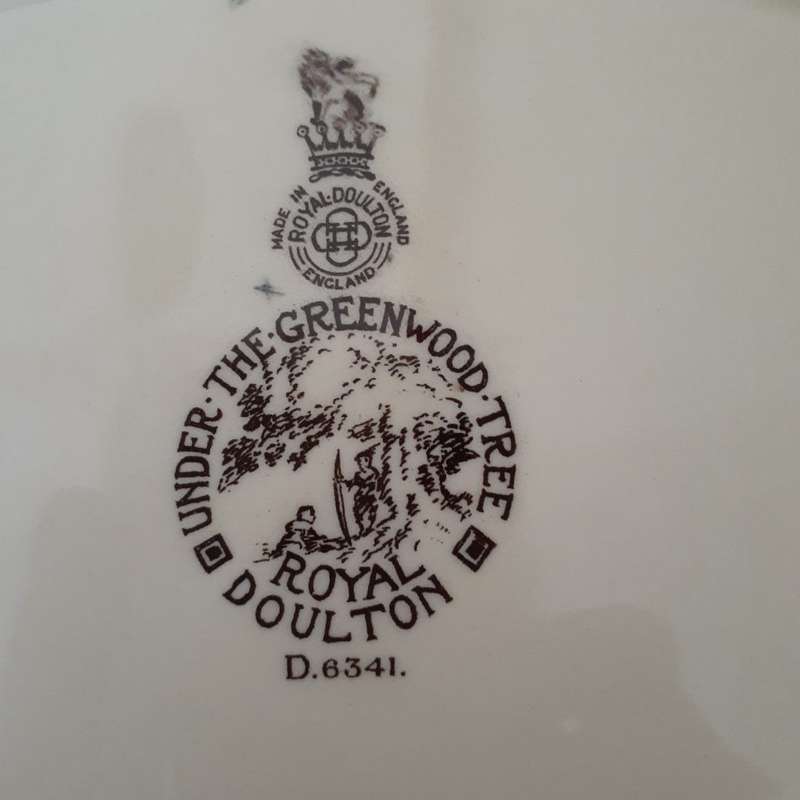 MADE IN ENGLAND
ROYAL·DOULTON
ENGLAND
UNDER·THE·GREENWOOD·TREE
ROYAL
DOULTON
D.6341.